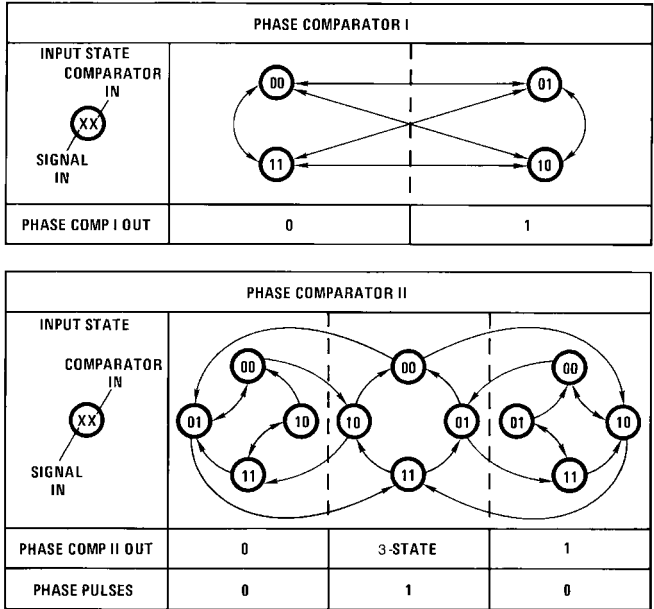 PHASE COMPARATOR I
INPUT STATE
COMPARATOR
IN
XX
SIGNAL
IN
00
01
11
10
PHASE COMP I OUT 0 1
PHASE COMPARATOR II
INPUT STATE
COMPARATOR
IN
XX
SIGNAL
IN
00 00 00
01 10 10 01 01 10
11 11 11
PHASE COMP II OUT 0 3-STATE 1
PHASE PULSES 0 1 0